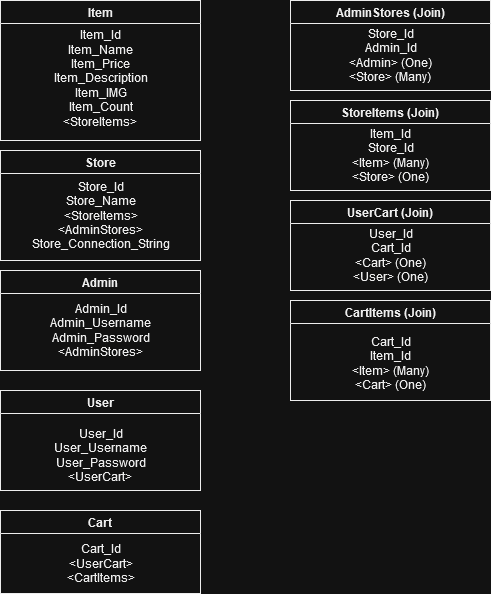 Item
Item_Id
Item_Name
Item_Price
Item_Description
Item_IMG
Item_Count
<StoreItems>
Store
Store_Id
Store_Name
<StoreItems>
<AdminStores>
Store_Connection_String
Admin
Admin_Id
Admin_Username
Admin_Password
<AdminStores>
User
User_Id
User_Username
User_Password
<UserCart>
Cart
Cart_Id
<UserCart>
<CartItems>
AdminStores (Join)
Store_Id
Admin_Id
<Admin> (One)
<Store> (Many)
StoreItems (Join)
Item_Id
Store_Id
<Item> (Many)
<Store> (One)
UserCart (Join)
User_Id
Cart_Id
<Cart> (One)
<User> (One)
CartItems (Join)
Cart_Id
Item_Id
<Item> (Many)
<Cart> (One)